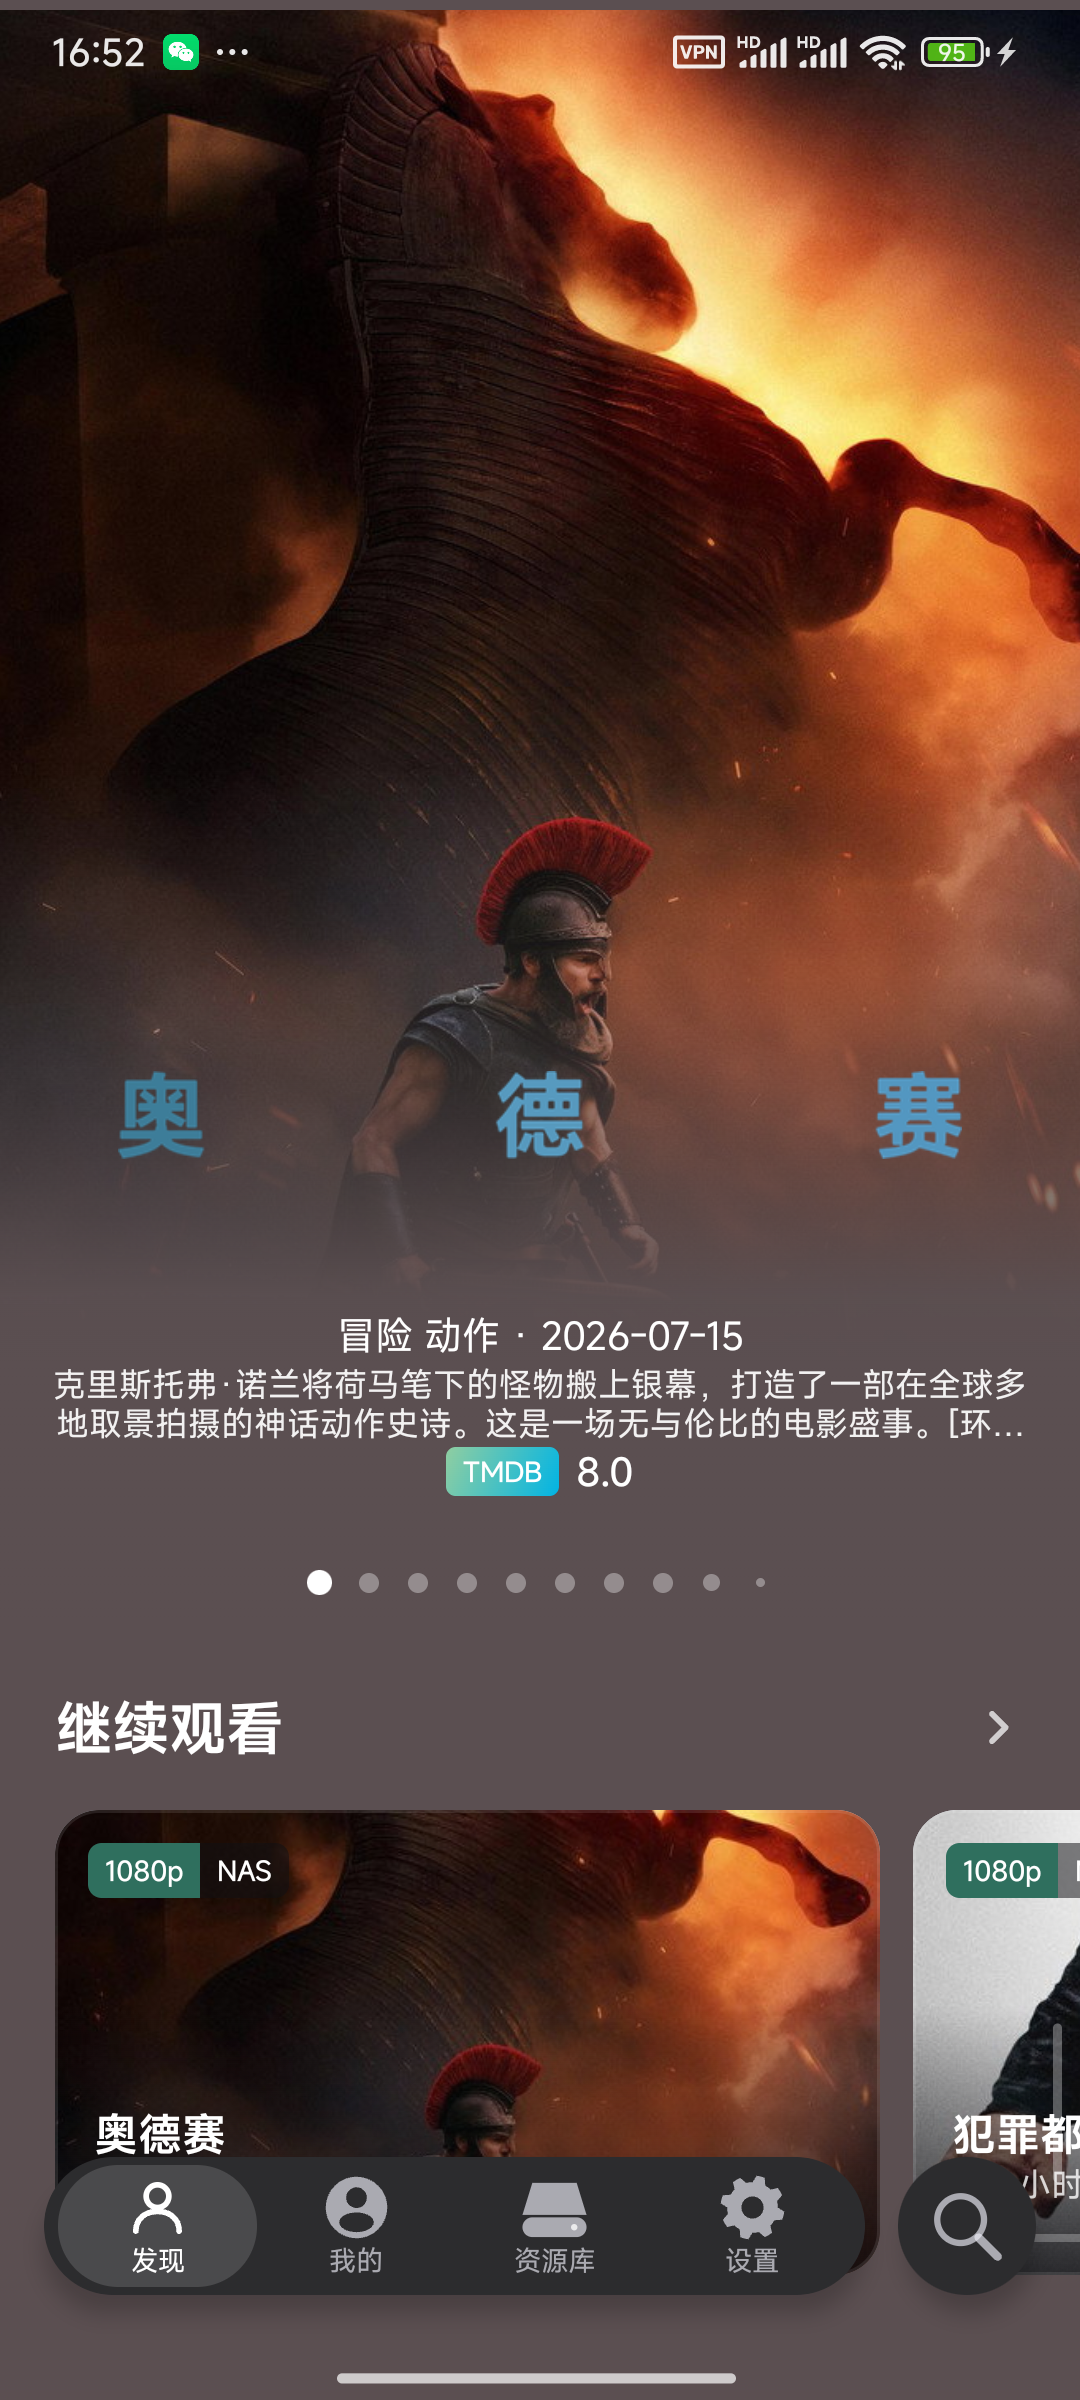 16:52
VPN HD HD 95
奥 德 赛
冒险 动作 · 2026-07-15
克里斯托弗·诺兰将荷马笔下的怪物搬上银幕，打造了一部在全球多
地取景拍摄的神话动作史诗。这是一场无与伦比的电影盛事。[环...
TMDB 8.0
继续观看
1080p NAS
1080p
奥德赛
犯罪都
小时
发现
我的
资源库
设置